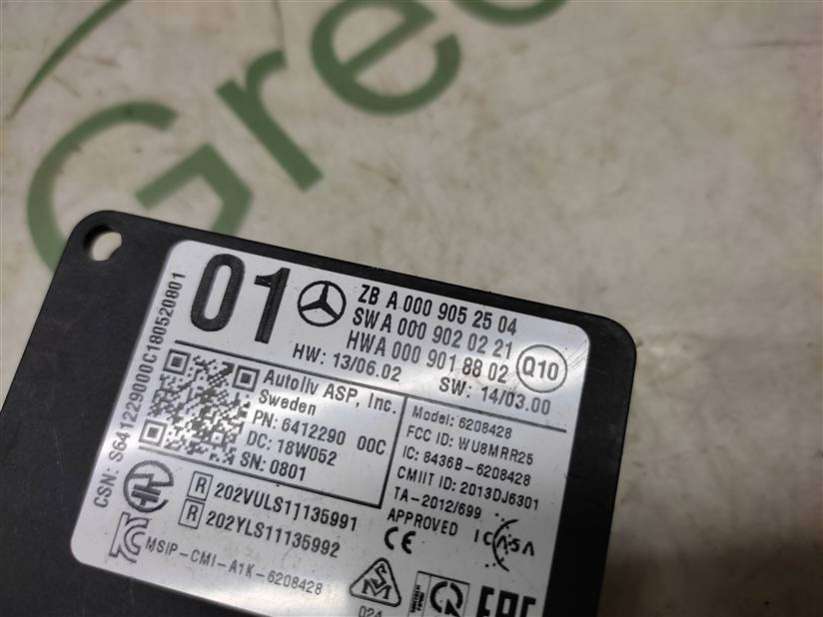 Gree
01
ZB A 000 905 25 04
SW A 000 902 02 21
HW A 000 901 88 02
Q10
HW: 13/06.02
SW: 14/03.00
CSN: S6412229000C180520801
Autoliv ASP, Inc.
Sweden
PN: 6412290 00C
DC: 18W052
SN: 0801
Model: 6208428
FCC ID: WU8MRR25
IC: 8436B-6208428
CMIIT ID: 2013DJ6301
TA-2012/699
APPROVED
ICASA
R 202VULS11135991
R 202YLS11135992
CE
MSIP-CMI-A1K-6208428
024
EAC